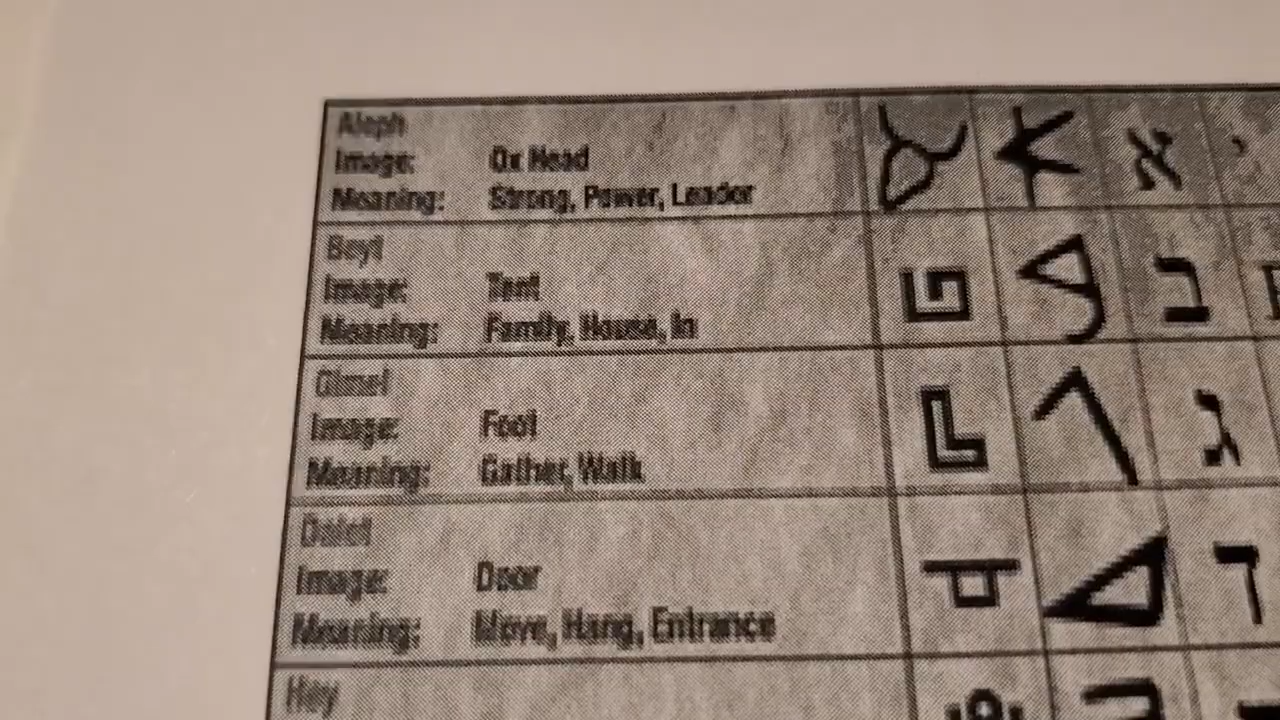 Aleph א
Image: Ox Head
Meaning: Strong, Power, Leader
Beyt ב
Image: Tent
Meaning: Family, House, In
Gimel ג
Image: Foot
Meaning: Gather, Walk
Dalet ד
Image: Door
Meaning: Move, Hang, Entrance
Hey